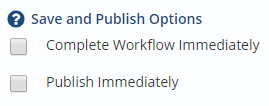 ? Save and Publish Options
Complete Workflow Immediately
Publish Immediately